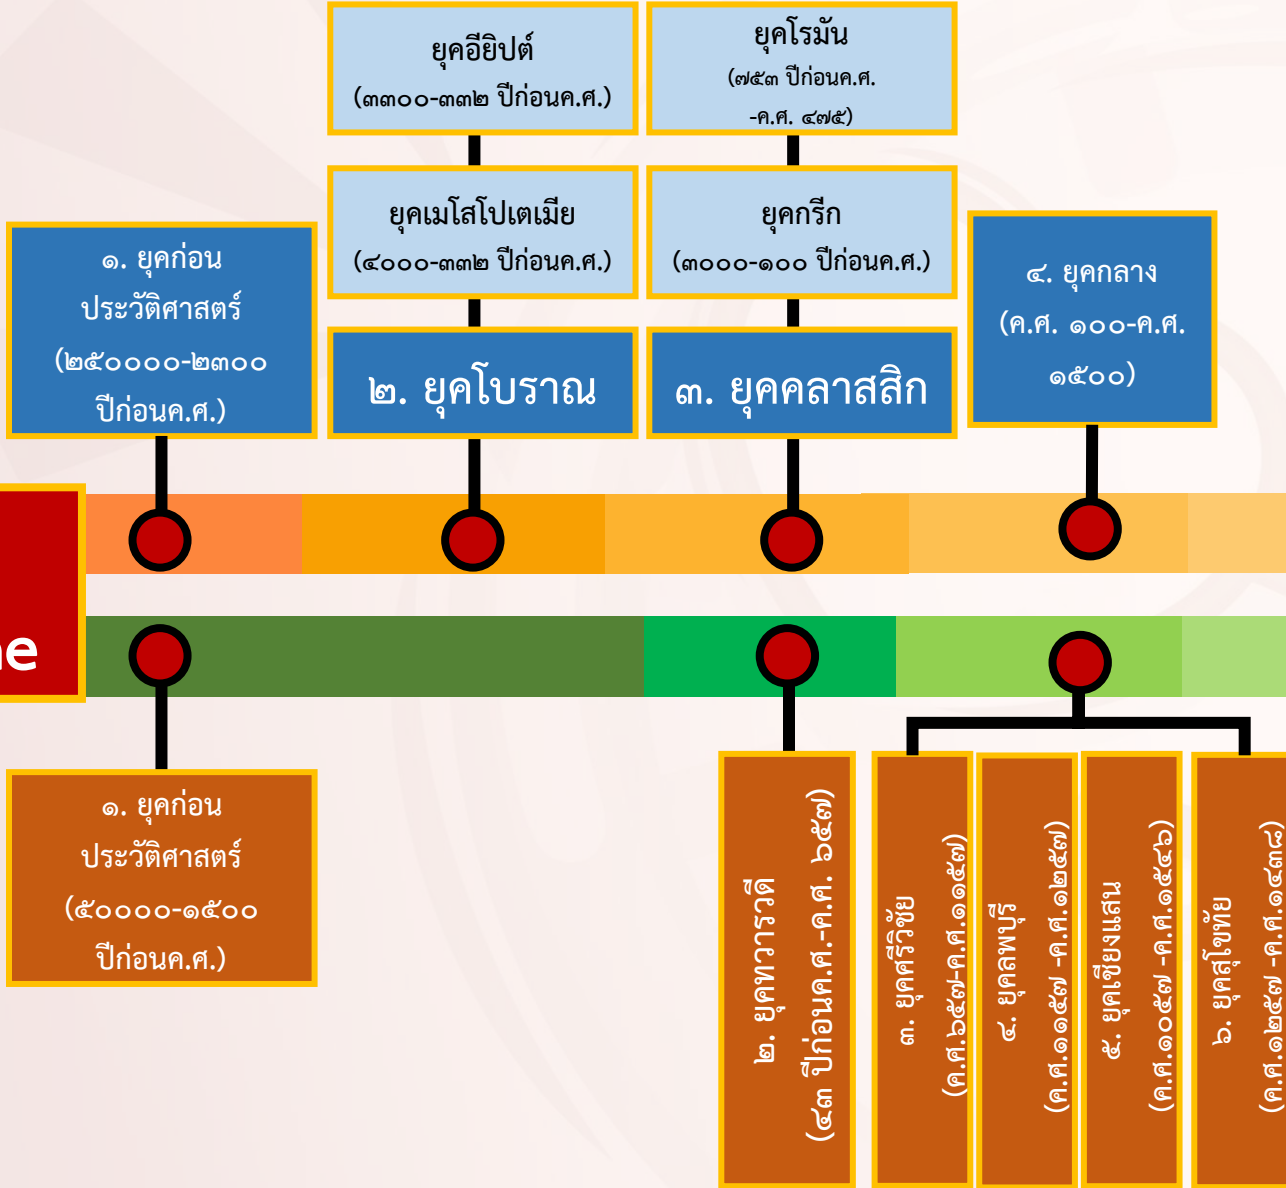 ยุคอียิปต์
(๓๓๐๐-๓๓๒ ปีก่อนค.ศ.)
ยุคโรมัน
(๗๕๓ ปีก่อนค.ศ.
-ค.ศ. ๔๗๕)
ยุคเมโสโปเตเมีย
(๔๐๐๐-๓๓๒ ปีก่อนค.ศ.)
ยุคกรีก
(๓๐๐๐-๑๐๐ ปีก่อนค.ศ.)
๑. ยุคก่อน
ประวัติศาสตร์
(๒๕๐๐๐๐-๒๓๐๐
ปีก่อนค.ศ.)
๒. ยุคโบราณ
๓. ยุคคลาสสิก
๔. ยุคกลาง
(ค.ศ. ๑๐๐-ค.ศ.
๑๕๐๐)
๑. ยุคก่อน
ประวัติศาสตร์
(๕๐๐๐๐-๑๕๐๐
ปีก่อนค.ศ.)
๒. ยุคทวารวดี
(๔๓ ปีก่อนค.ศ.-ค.ศ. ๖๕๗)
๓. ยุคศรีวิชัย
(ค.ศ.๖๕๗-ค.ศ.๑๑๕๗)
๔. ยุคลพบุรี
(ค.ศ.๑๑๕๗ -ค.ศ.๑๒๕๗)
๕. ยุคเชียงแสน
(ค.ศ.๑๐๕๗ -ค.ศ.๑๕๔๖)
๖. ยุคสุโขทัย
(ค.ศ.๑๒๕๗ -ค.ศ.๑๔๓๘)